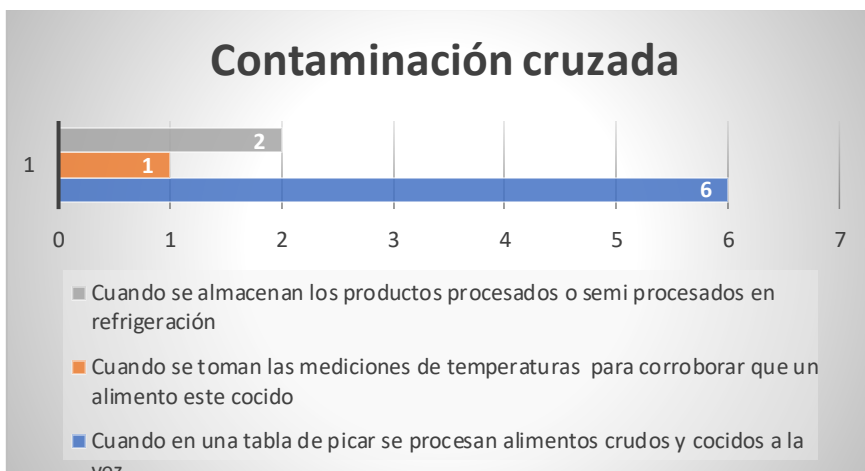 Contaminación cruzada
2
1
1
6
0 1 2 3 4 5 6 7
Cuando se almacenan los productos procesados o semi procesados en
refrigeración
Cuando se toman las mediciones de temperaturas para corroborar que un
alimento este cocido
Cuando en una tabla de picar se procesan alimentos crudos y cocidos a la
vez